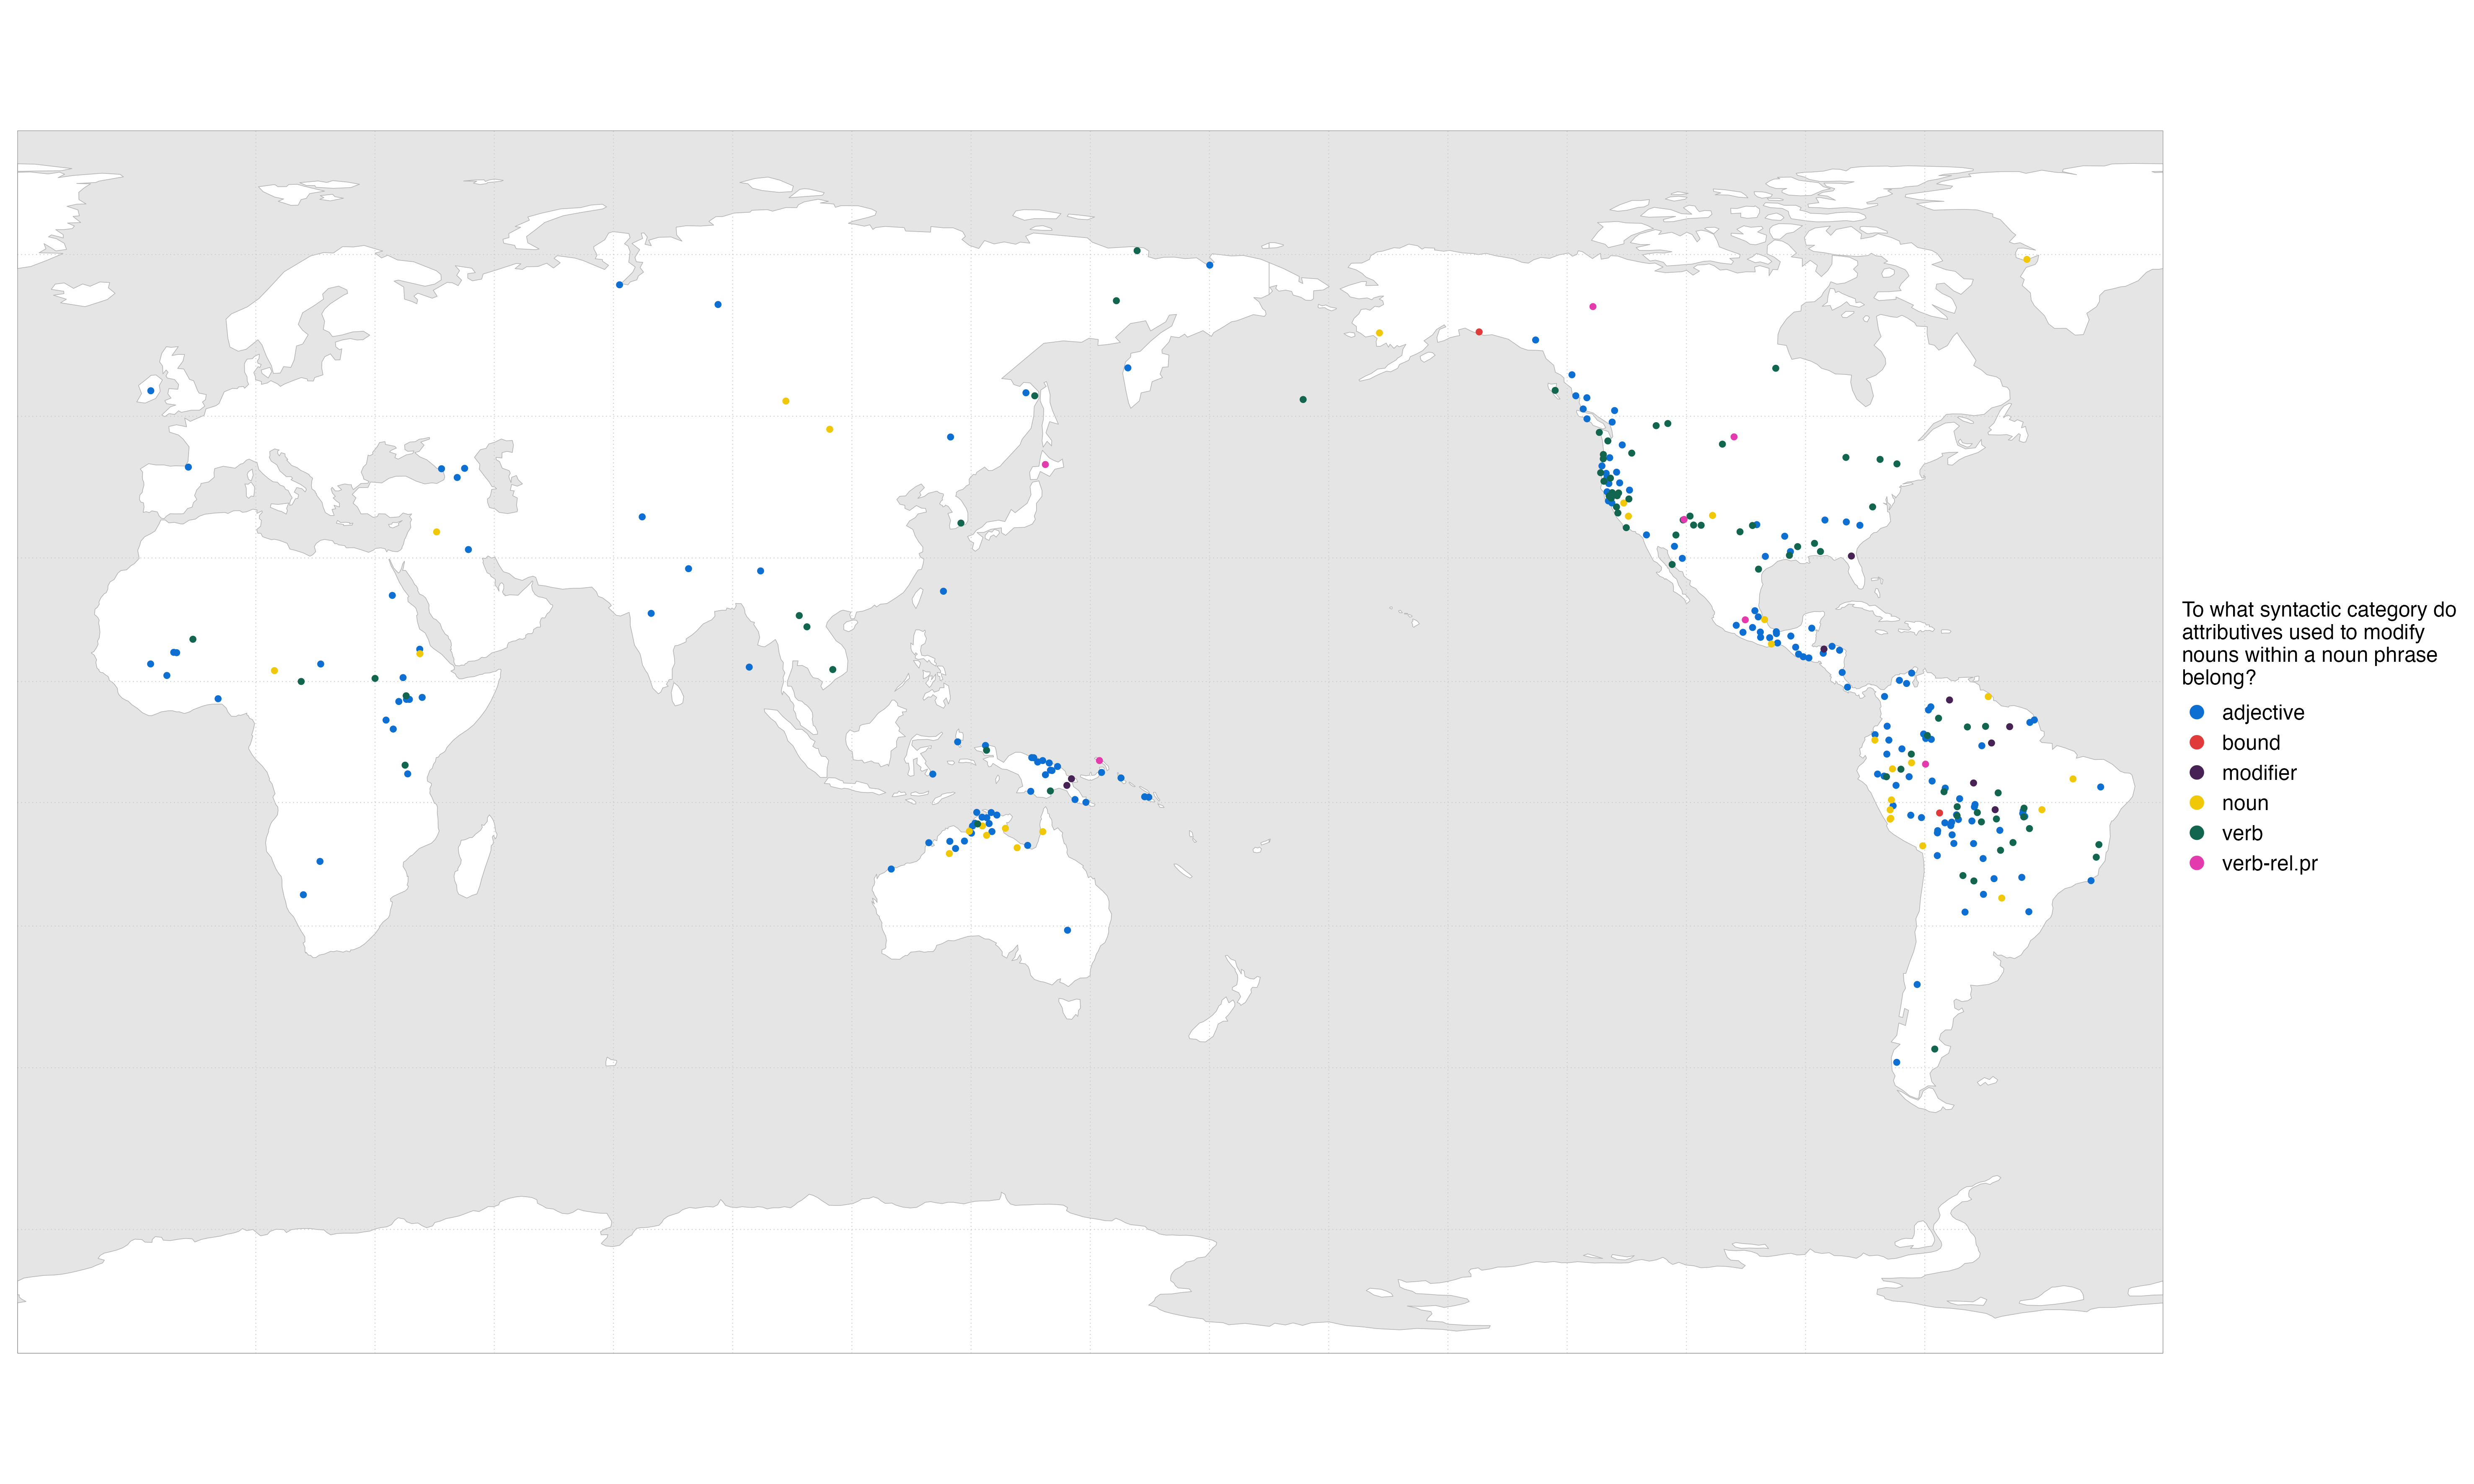 To what syntactic category do
attributives used to modify
nouns within a noun phrase
belong?
adjective
bound
modifier
noun
verb
verb-rel.pr